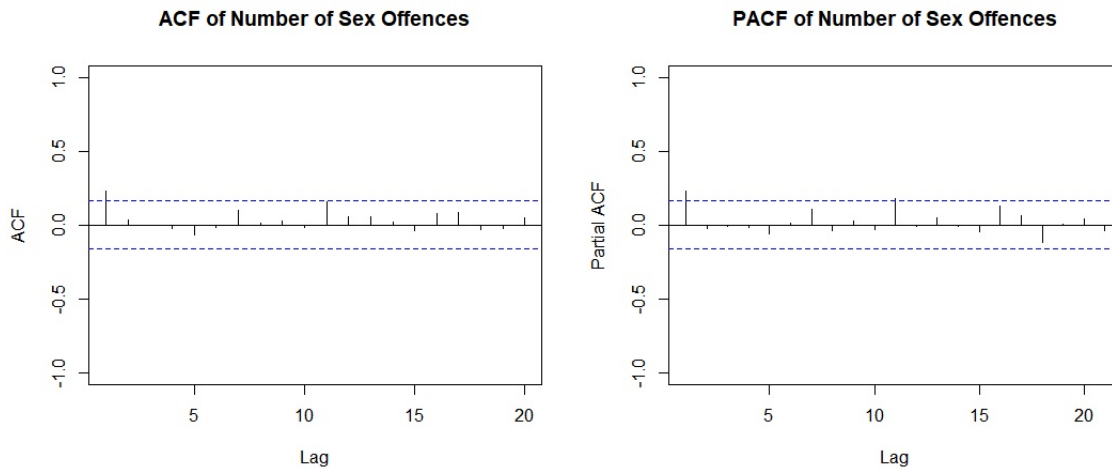 ACF of Number of Sex Offences
ACF
1.0
0.5
0.0
-0.5
-1.0
5 10 15 20
Lag
PACF of Number of Sex Offences
Partial ACF
1.0
0.5
0.0
-0.5
-1.0
5 10 15 20
Lag